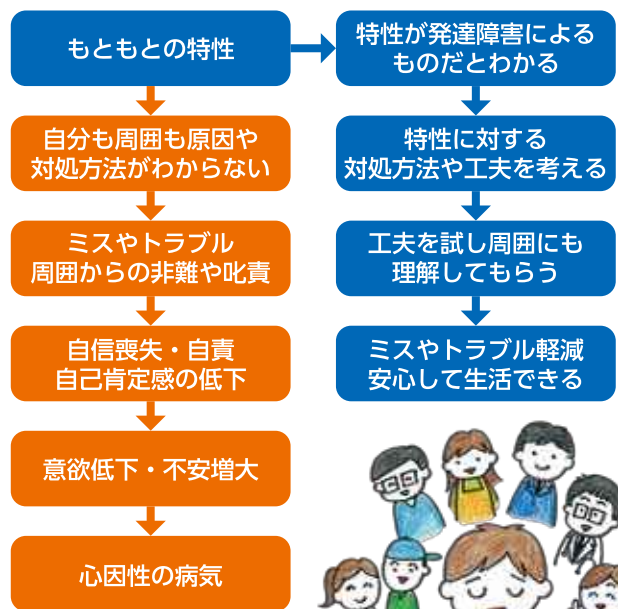 もともとの特性
特性が発達障害による
ものだとわかる
自分も周囲も原因や
対処方法がわからない
特性に対する
対処方法や工夫を考える
ミスやトラブル
周囲からの非難や叱責
工夫を試し周囲にも
理解してもらう
自信喪失・自責
自己肯定感の低下
ミスやトラブル軽減
安心して生活できる
意欲低下・不安増大
心因性の病気